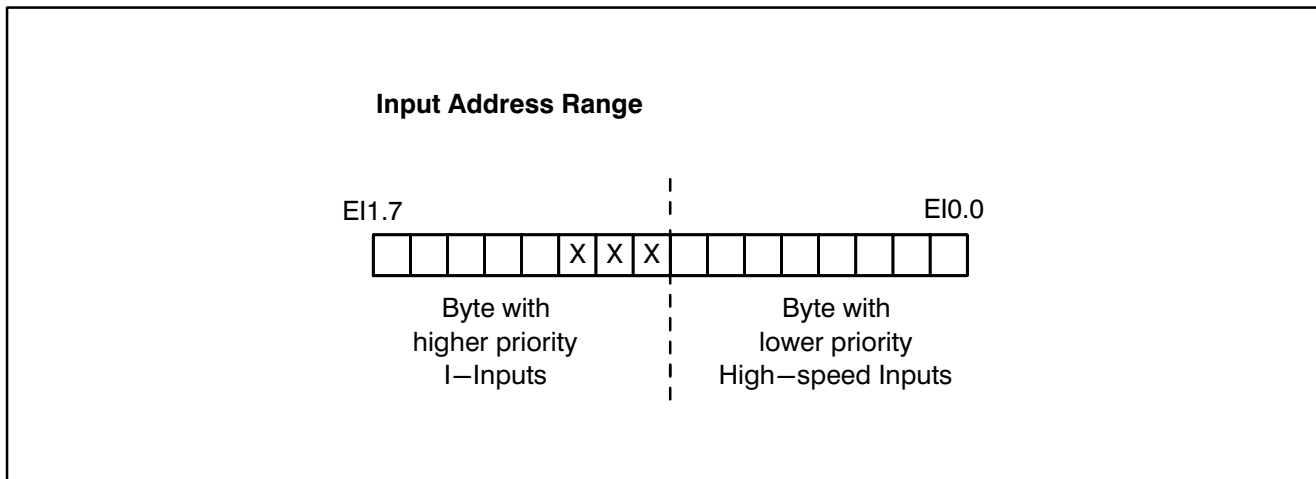 Input Address Range
EI1.7
EI0.0
X X X
Byte with
higher priority
I—Inputs
Byte with
lower priority
High—speed Inputs